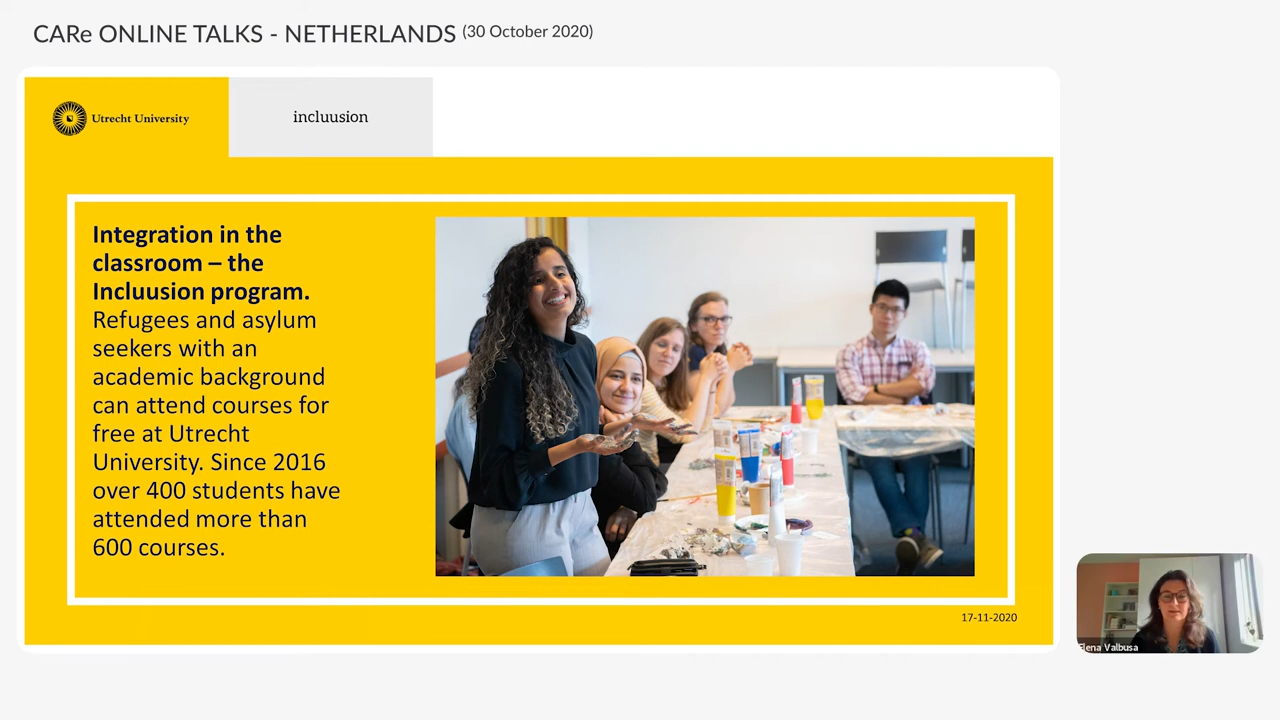 CARe ONLINE TALKS - NETHERLANDS (30 October 2020)
Utrecht University
incluusion
Integration in the
classroom – the
Incluusion program.
Refugees and asylum
seekers with an
academic background
can attend courses for
free at Utrecht
University. Since 2016
over 400 students have
attended more than
600 courses.
17-11-2020
Elena Valbusa